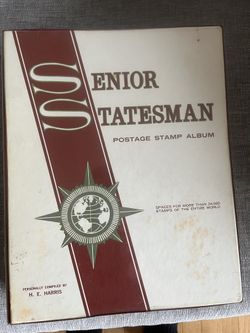 SENIOR
STATESMAN
POSTAGE STAMP ALBUM
SPACES FOR MORE THAN 24,000
STAMPS OF THE ENTIRE WORLD
PERSONALLY COMPILED BY
H. E. HARRIS